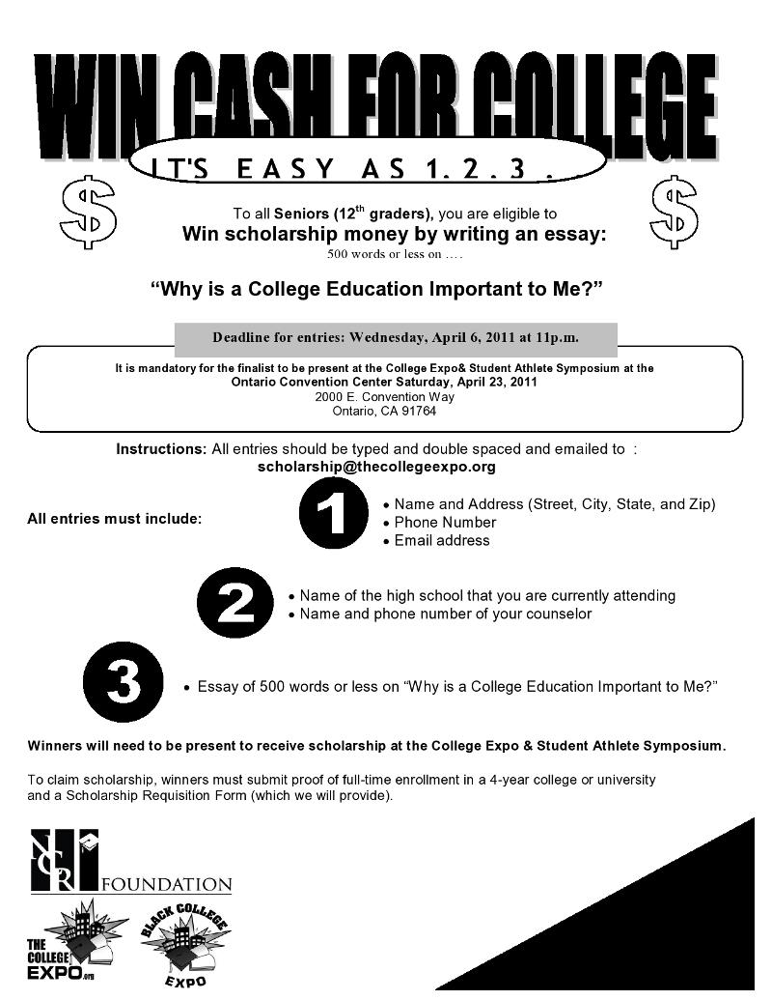 WIN CASH FOR COLLEGE
IT'S EASY AS 1. 2. 3 . .
$ $
To all Seniors (12th graders), you are eligible to
Win scholarship money by writing an essay:
500 words or less on ….
“Why is a College Education Important to Me?”
Deadline for entries: Wednesday, April 6, 2011 at 11p.m.
It is mandatory for the finalist to be present at the College Expo& Student Athlete Symposium at the
Ontario Convention Center Saturday, April 23, 2011
2000 E. Convention Way
Ontario, CA 91764
Instructions: All entries should be typed and double spaced and emailed to :
scholarship@thecollegeexpo.org
All entries must include:
1
• Name and Address (Street, City, State, and Zip)
• Phone Number
• Email address
2
• Name of the high school that you are currently attending
• Name and phone number of your counselor
3
• Essay of 500 words or less on “Why is a College Education Important to Me?”
Winners will need to be present to receive scholarship at the College Expo & Student Athlete Symposium.
To claim scholarship, winners must submit proof of full-time enrollment in a 4-year college or university
and a Scholarship Requisition Form (which we will provide).
NCRF
FOUNDATION
THE
COLLEGE
EXPO.org
BLACK COLLEGE
EXPO